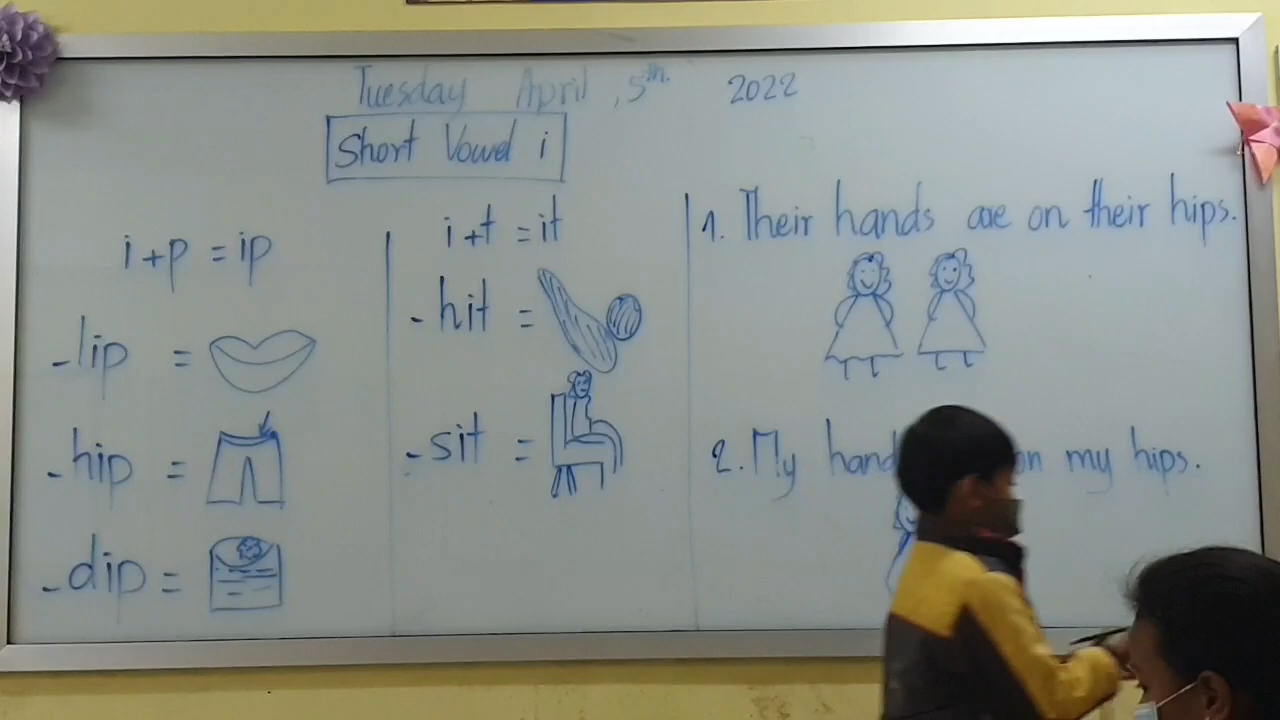 Tuesday April, 5th. 2022
Short Vowel i
i+p = ip
-lip =
-hip =
-dip =
i+t = it
-hit =
-sit =
1. Their hands are on their hips.
2. My hand on my hips.